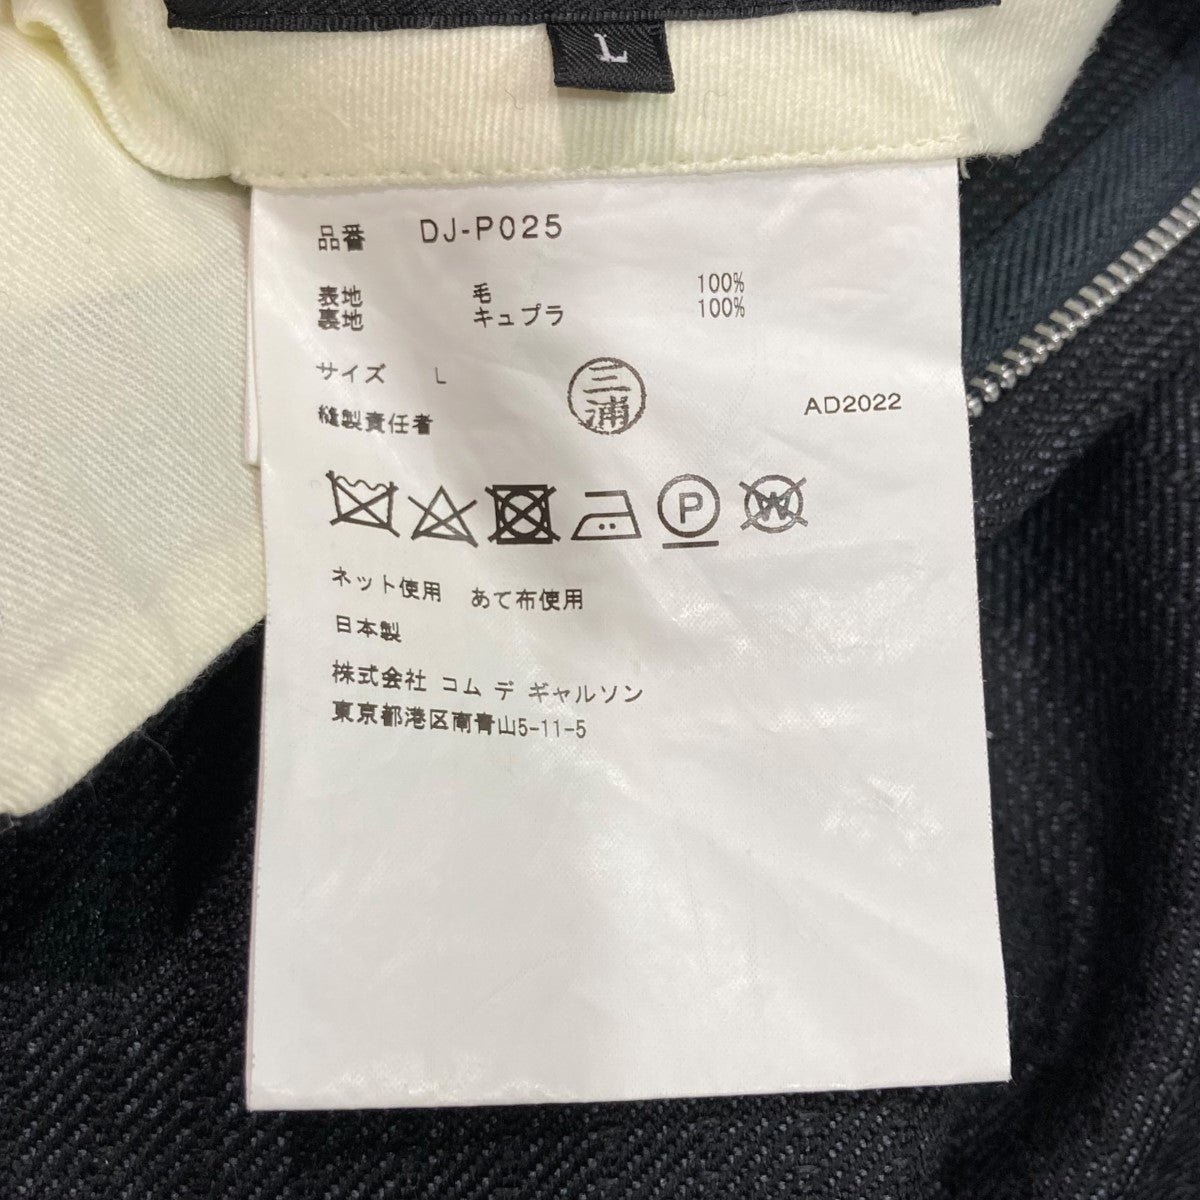 L
品番 DJ-P025
表地 毛 100%
裏地 キュプラ 100%
サイズ L
縫製責任者 三浦
AD2022
P W
ネット使用 あて布使用
日本製
株式会社 コム デ ギャルソン
東京都港区南青山5-11-5